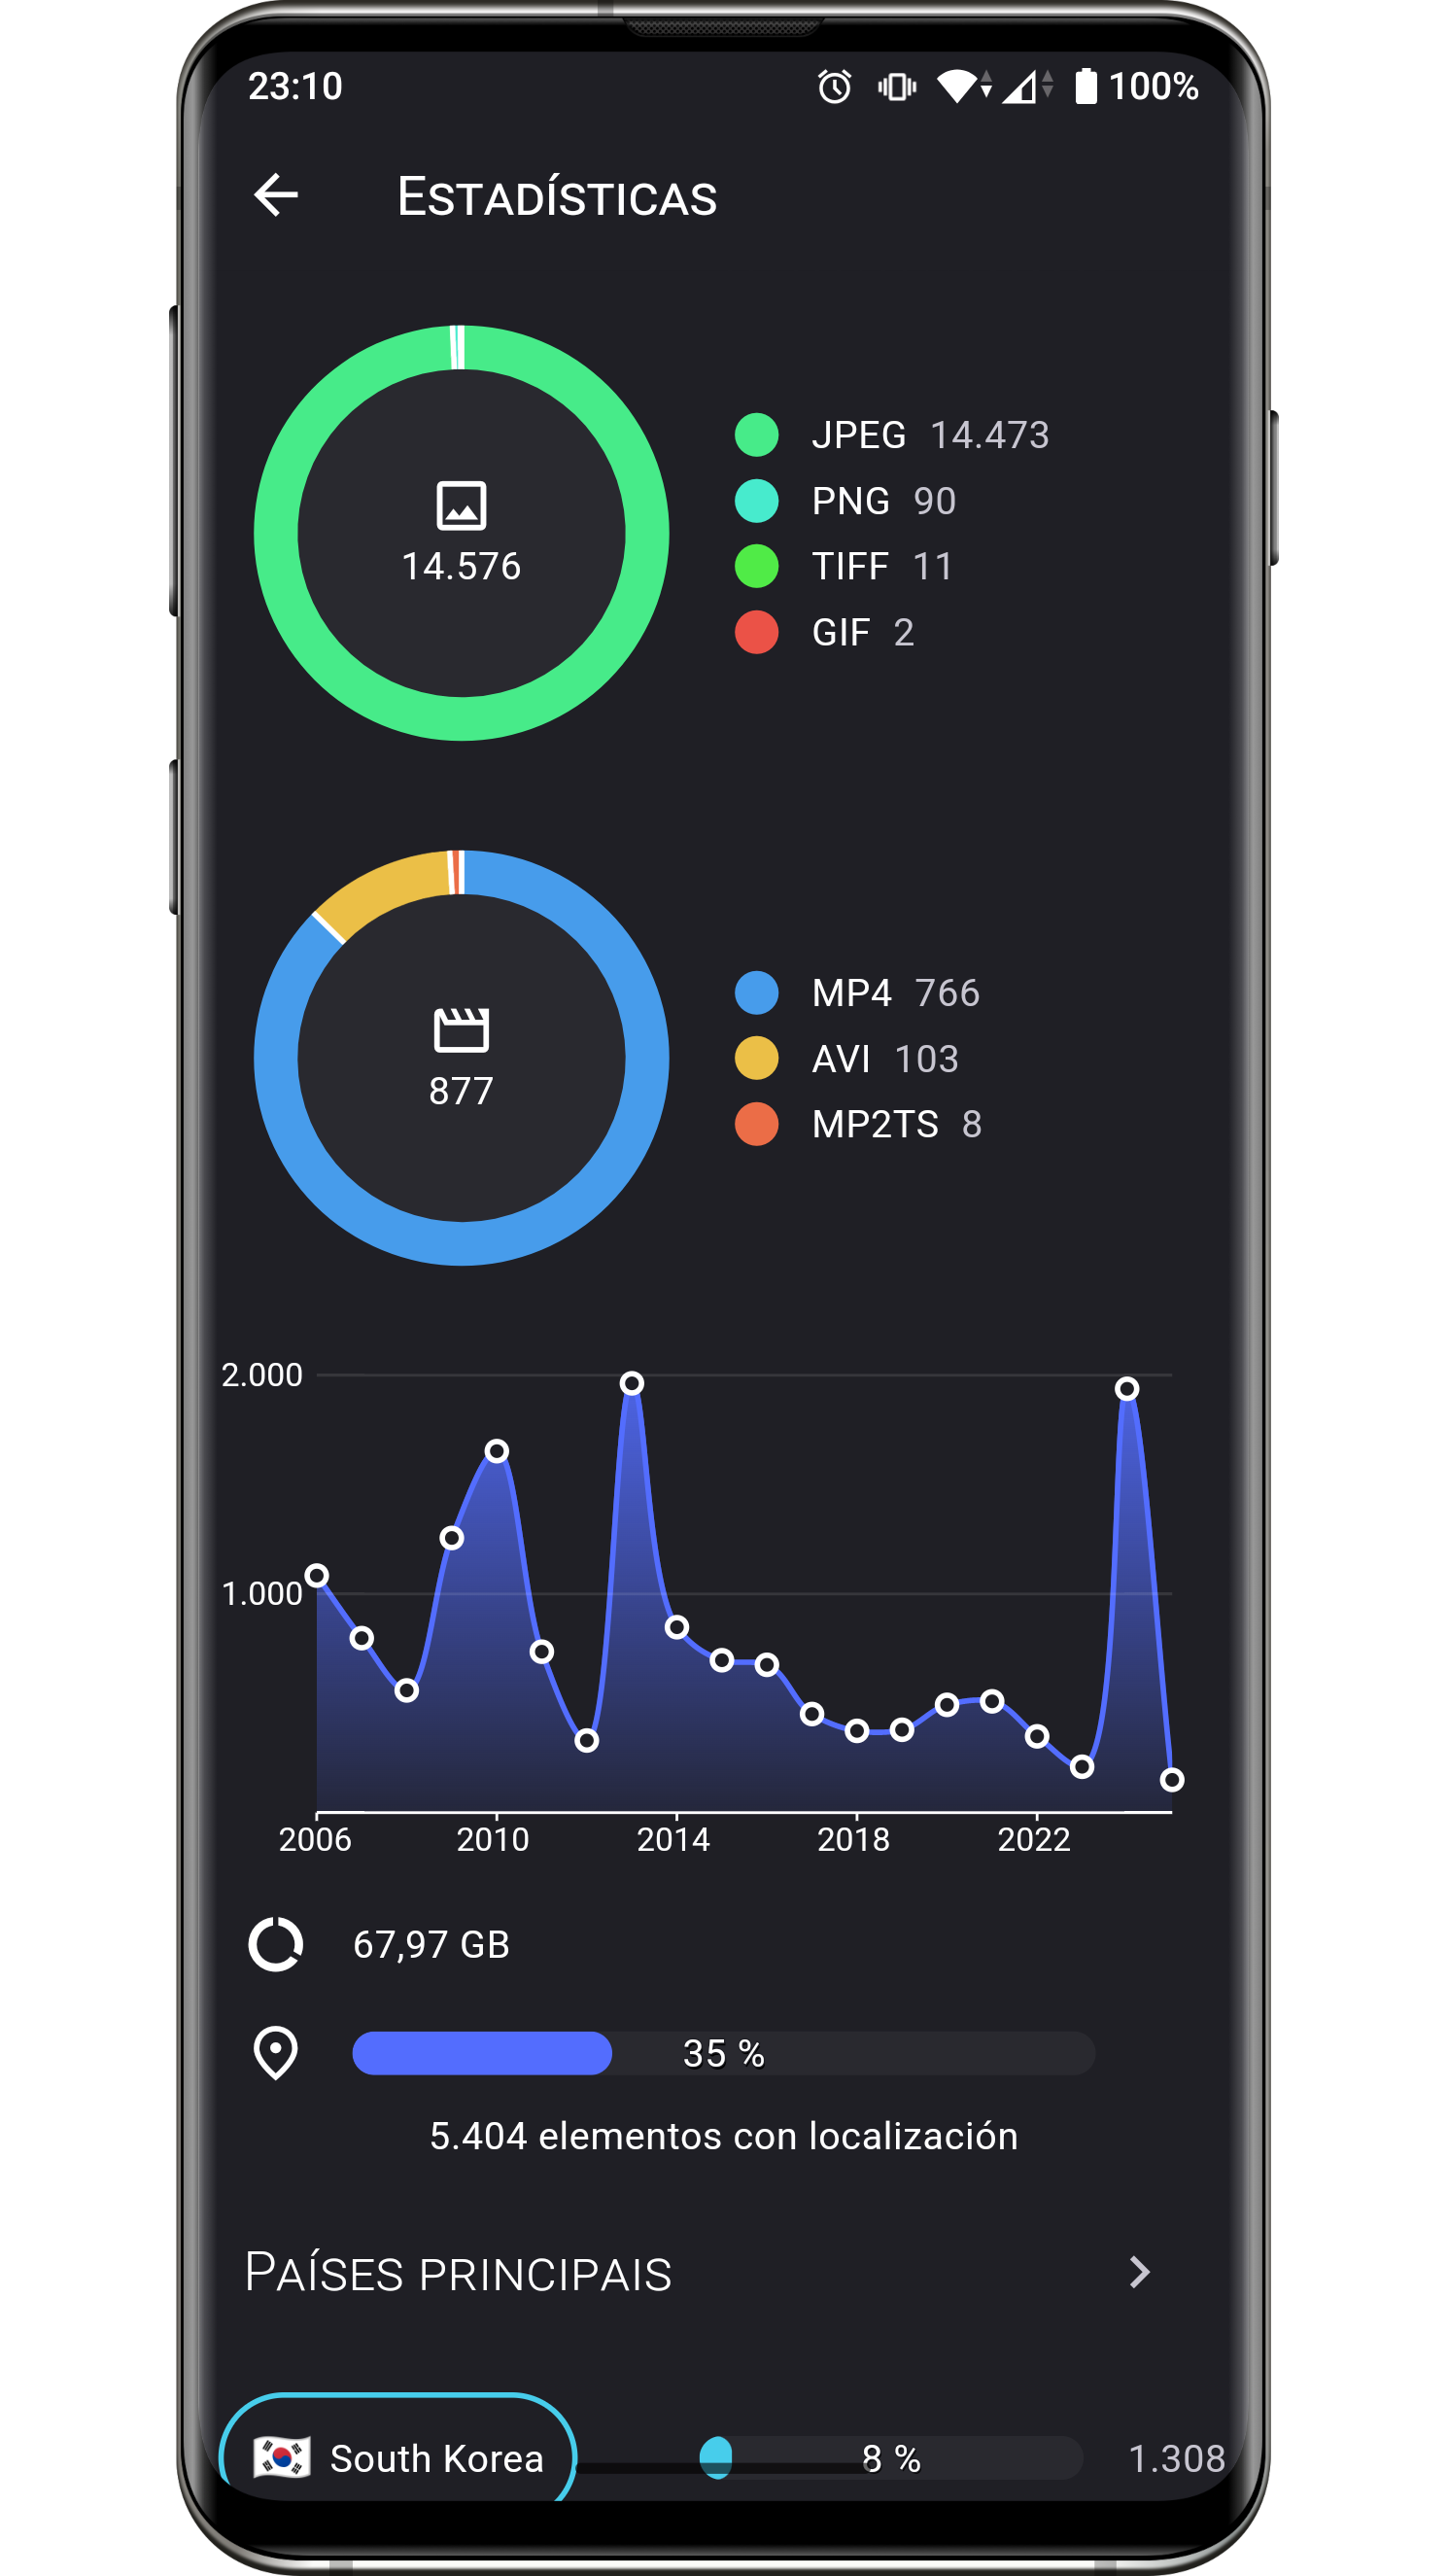 23:10 100%
ESTADÍSTICAS
14.576
JPEG 14.473
PNG 90
TIFF 11
GIF 2
877
MP4 766
AVI 103
MP2TS 8
2.000
1.000
2006 2010 2014 2018 2022
67,97 GB
35 %
5.404 elementos con localización
PAÍSES PRINCIPAIS
South Korea 8 % 1.308